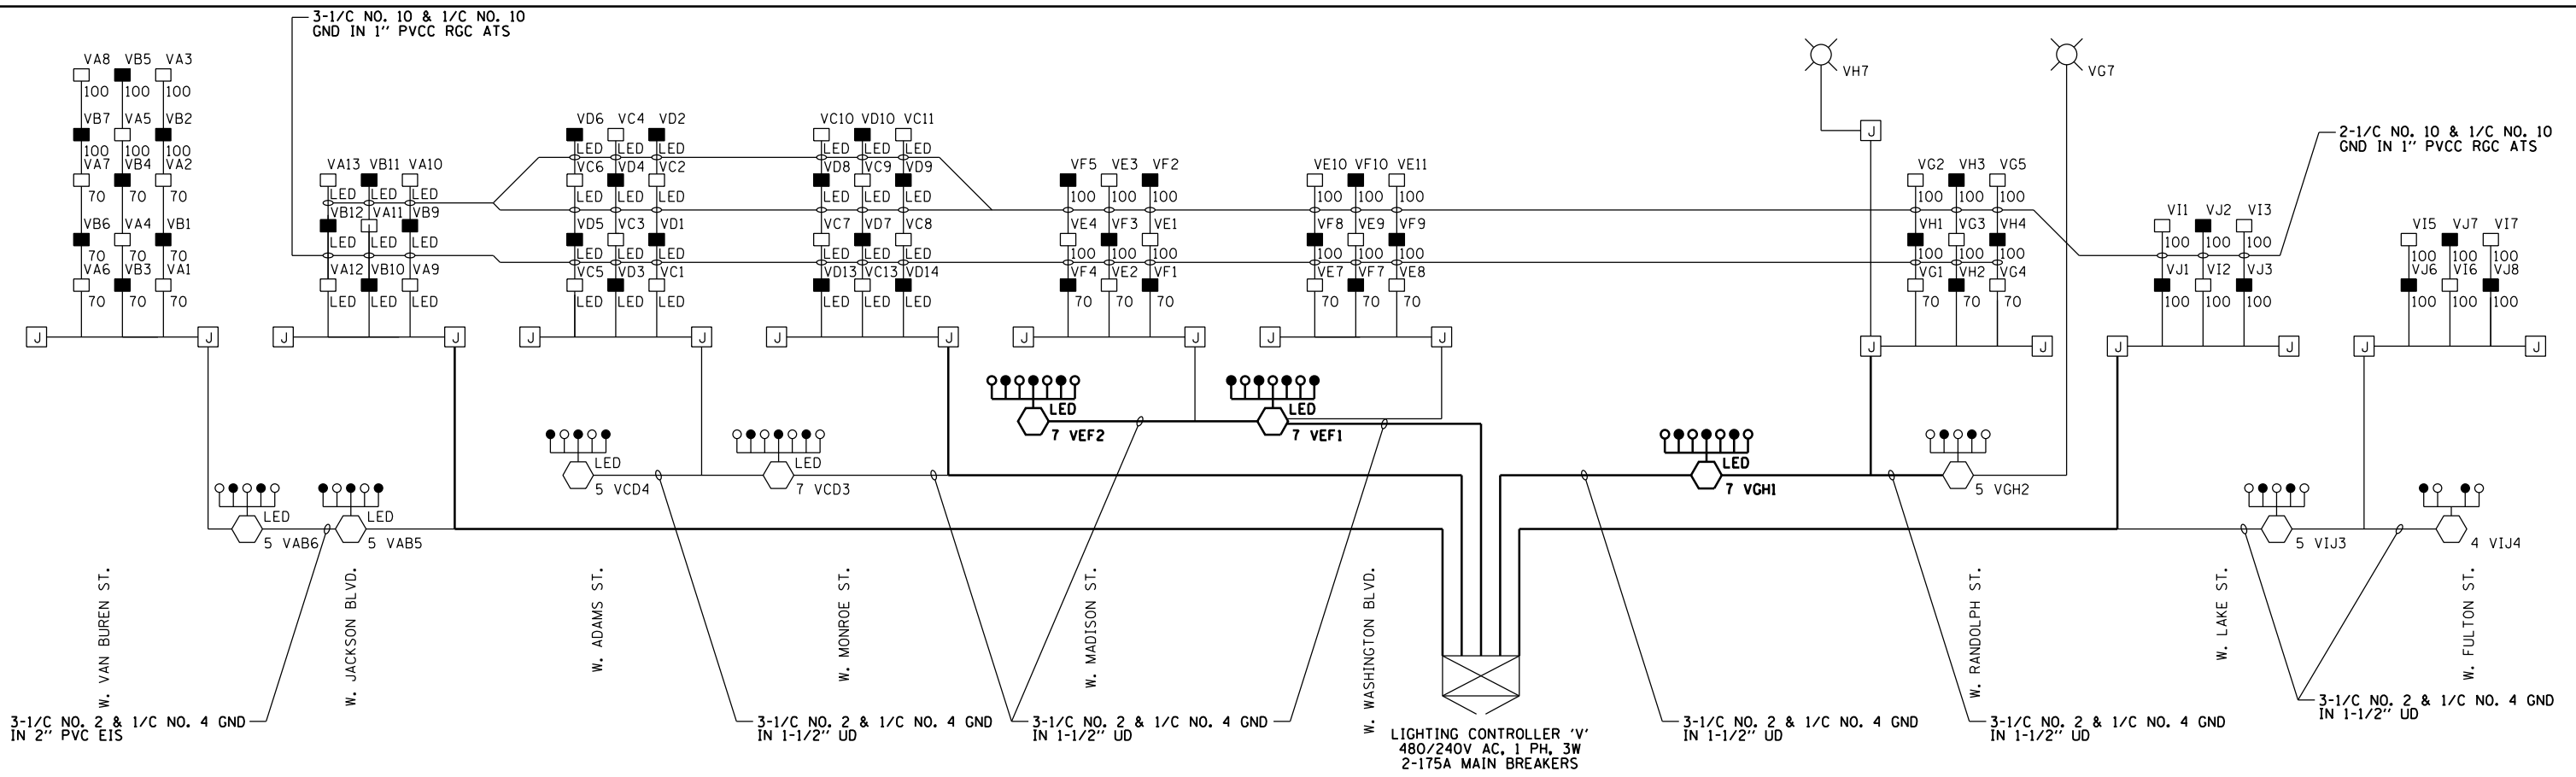 3-1/C NO. 10 & 1/C NO. 10
GND IN 1" PVCC RGC ATS
VH7
VG7
2-1/C NO. 10 & 1/C NO. 10
GND IN 1" PVCC RGC ATS
VA8 VB5 VA3
100 100 100
VB7 VA5 VB2
100 100 100
VA7 VB4 VA2
70 70 70
VB6 VA4 VB1
70 70 70
VA6 VB3 VA1
70 70 70
J J
VA13 VB11 VA10
LED LED LED
VB12 VA11 VB9
LED LED LED
VA12 VB10 VA9
LED LED LED
J J
VD6 VC4 VD2
LED LED LED
VC6 VD4 VC2
LED LED LED
VD5 VC3 VD1
LED LED LED
VC5 VD3 VC1
LED LED LED
J J
VC10 VD10 VC11
LED LED LED
VD8 VC9 VD9
LED LED LED
VC7 VD7 VC8
LED LED LED
VD13 VC13 VD14
LED LED LED
J J
VF5 VE3 VF2
100 100 100
VE4 VF3 VE1
100 100 100
VF4 VE2 VF1
70 70 70
J J
VE10 VF10 VE11
100 100 100
VF8 VE9 VF9
100 100 100
VE7 VF7 VE8
70 70 70
J J
J
VG2 VH3 VG5
100 100 100
VH1 VG3 VH4
100 100 100
VG1 VH2 VG4
70 70 70
J J
VI1 VJ2 VI3
100 100 100
VJ1 VI2 VJ3
100 100 100
J J
VI5 VJ7 VI7
100 100 100
VJ6 VI6 VJ8
100 100 100
J J
LED
7 VEF2
LED
7 VEF1
LED
5 VCD4
LED
7 VCD3
LED
7 VGH1
5 VGH2
LED
5 VAB6
LED
5 VAB5
5 VIJ3
4 VIJ4
W. VAN BUREN ST.
W. JACKSON BLVD.
W. ADAMS ST.
W. MONROE ST.
W. MADISON ST.
W. WASHINGTON BLVD.
W. RANDOLPH ST.
W. LAKE ST.
W. FULTON ST.
3-1/C NO. 2 & 1/C NO. 4 GND
IN 2" PVC EIS
3-1/C NO. 2 & 1/C NO. 4 GND
IN 1-1/2" UD
3-1/C NO. 2 & 1/C NO. 4 GND
IN 1-1/2" UD
LIGHTING CONTROLLER 'V'
480/240V AC, 1 PH, 3W
2-175A MAIN BREAKERS
3-1/C NO. 2 & 1/C NO. 4 GND
IN 1-1/2" UD
3-1/C NO. 2 & 1/C NO. 4 GND
IN 1-1/2" UD
3-1/C NO. 2 & 1/C NO. 4 GND
IN 1-1/2" UD